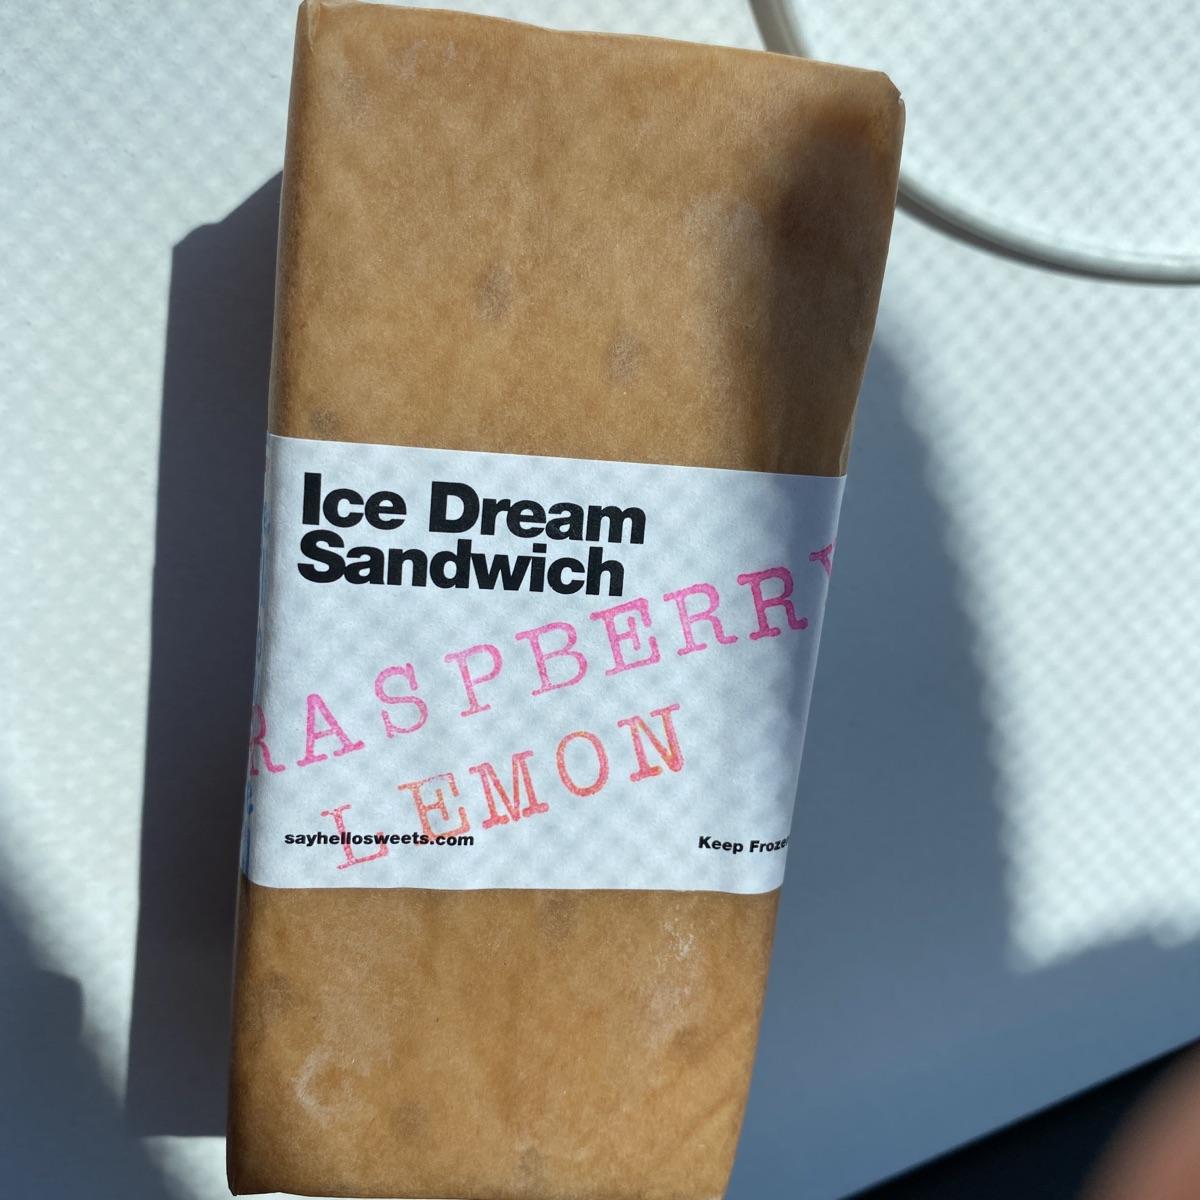 Ice Dream
Sandwich
RASPBERRY
LEMON
sayhellosweets.com
Keep Frozen